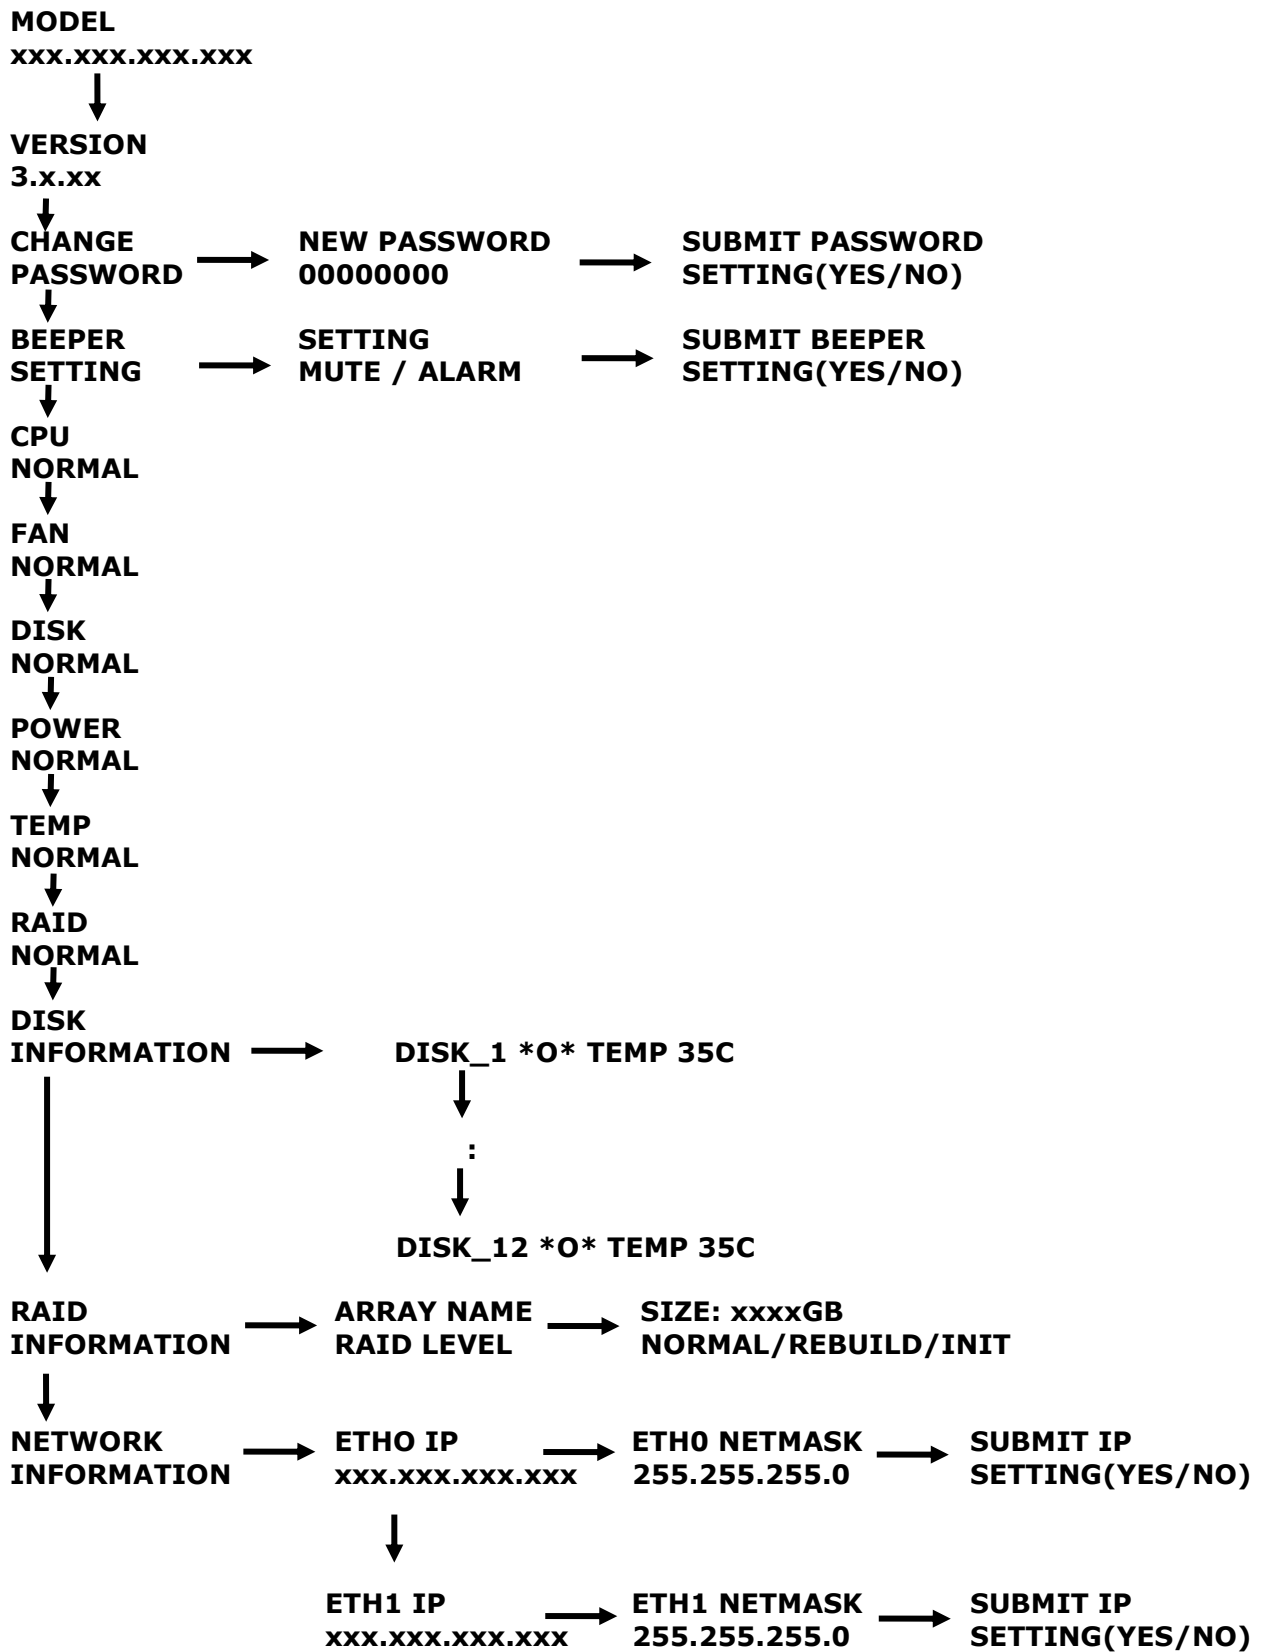 MODEL
xxx.xxx.xxx.xxx
VERSION
3.x.xx
CHANGE
PASSWORD
NEW PASSWORD
00000000
SUBMIT PASSWORD
SETTING(YES/NO)
BEEPER
SETTING
SETTING
MUTE / ALARM
SUBMIT BEEPER
SETTING(YES/NO)
CPU
NORMAL
FAN
NORMAL
DISK
NORMAL
POWER
NORMAL
TEMP
NORMAL
RAID
NORMAL
DISK
INFORMATION
DISK_1 *O* TEMP 35C
:
DISK_12 *O* TEMP 35C
RAID
INFORMATION
ARRAY NAME
RAID LEVEL
SIZE: xxxxGB
NORMAL/REBUILD/INIT
NETWORK
INFORMATION
ETHO IP
xxx.xxx.xxx.xxx
ETH0 NETMASK
255.255.255.0
SUBMIT IP
SETTING(YES/NO)
ETH1 IP
xxx.xxx.xxx.xxx
ETH1 NETMASK
255.255.255.0
SUBMIT IP
SETTING(YES/NO)